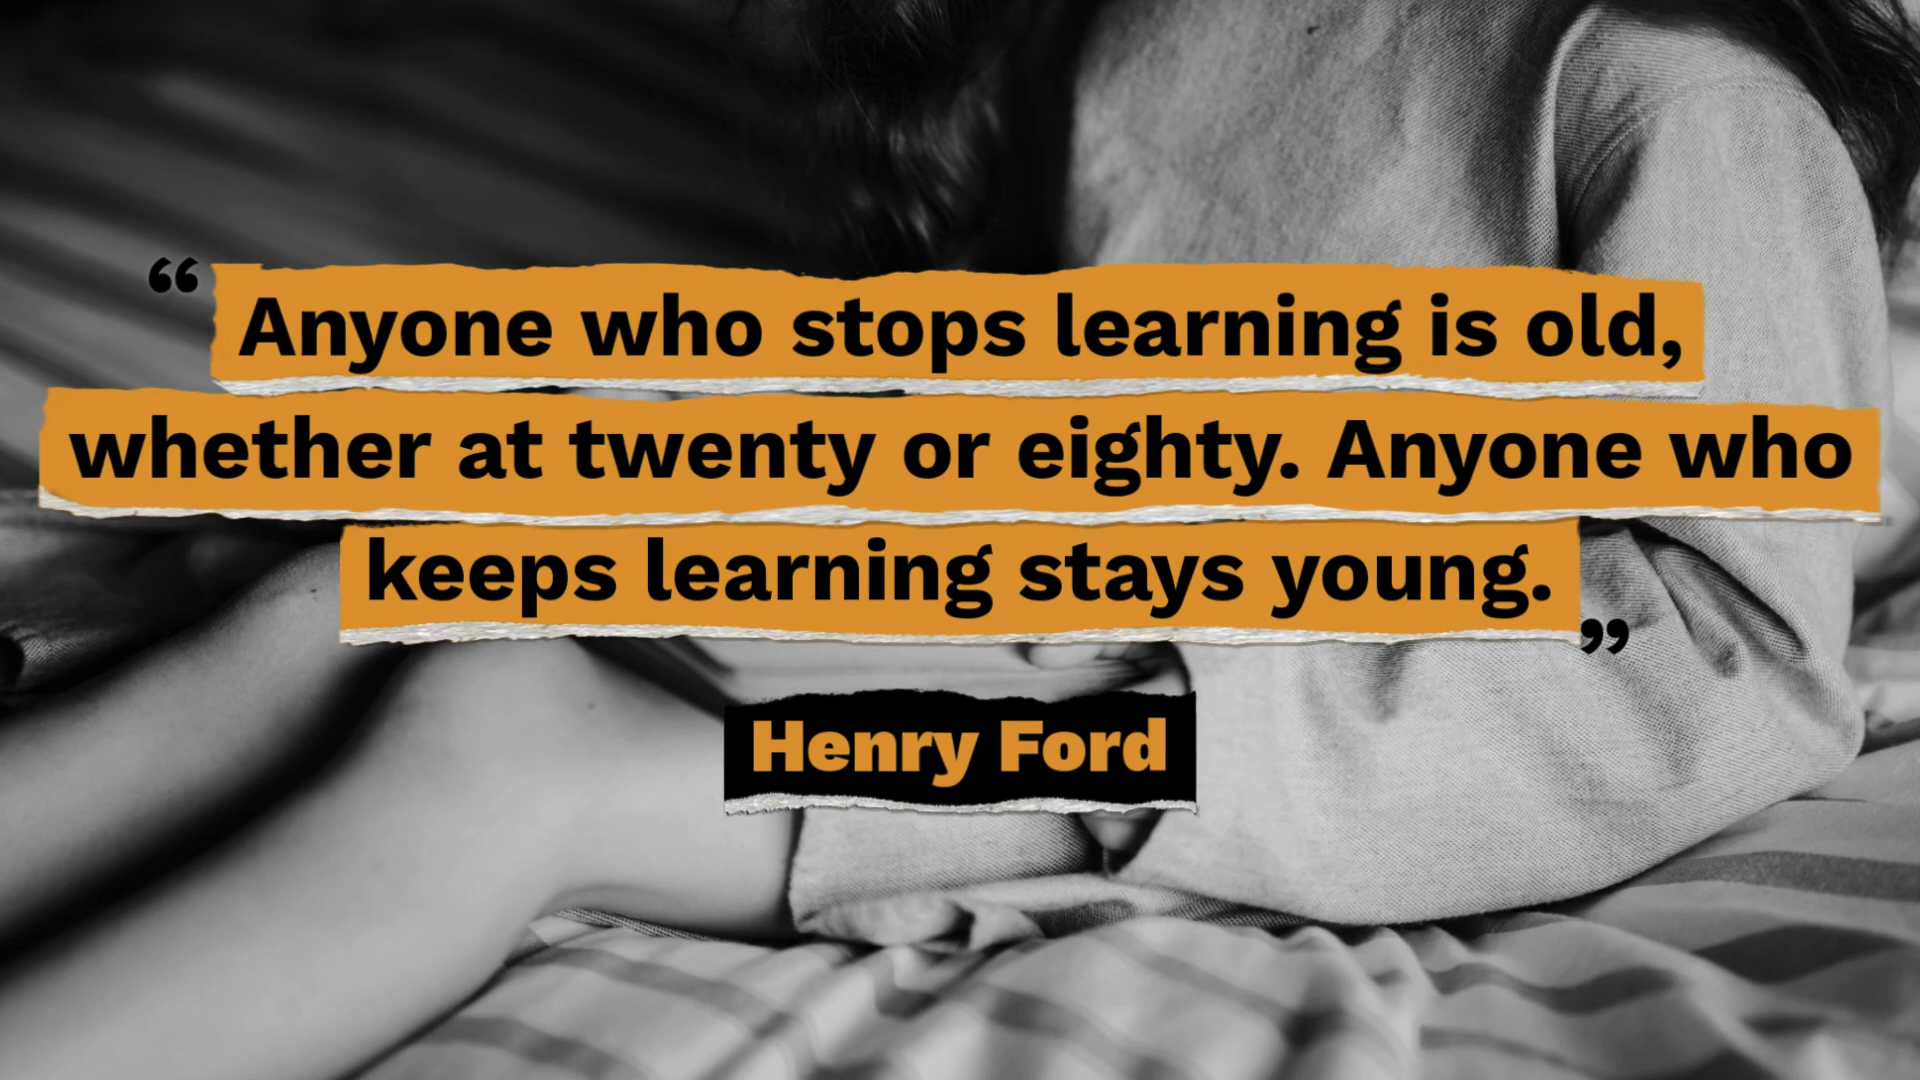 “ Anyone who stops learning is old,
whether at twenty or eighty. Anyone who
keeps learning stays young. ”
Henry Ford